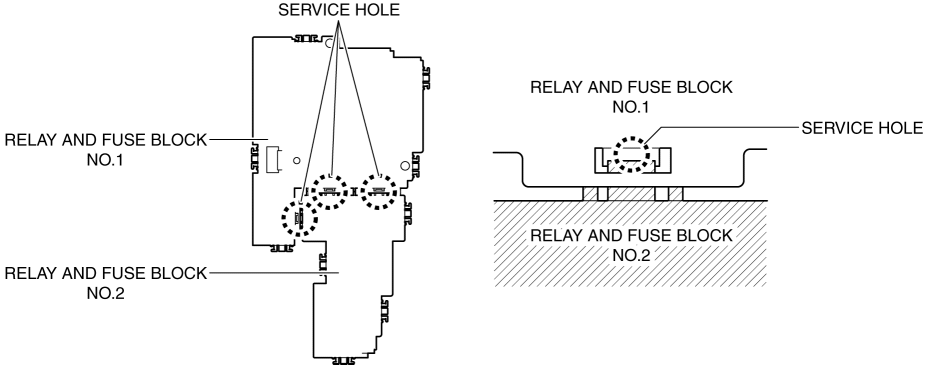 SERVICE HOLE
RELAY AND FUSE BLOCK
NO.1
RELAY AND FUSE BLOCK
NO.2
RELAY AND FUSE BLOCK
NO.1
SERVICE HOLE
RELAY AND FUSE BLOCK
NO.2